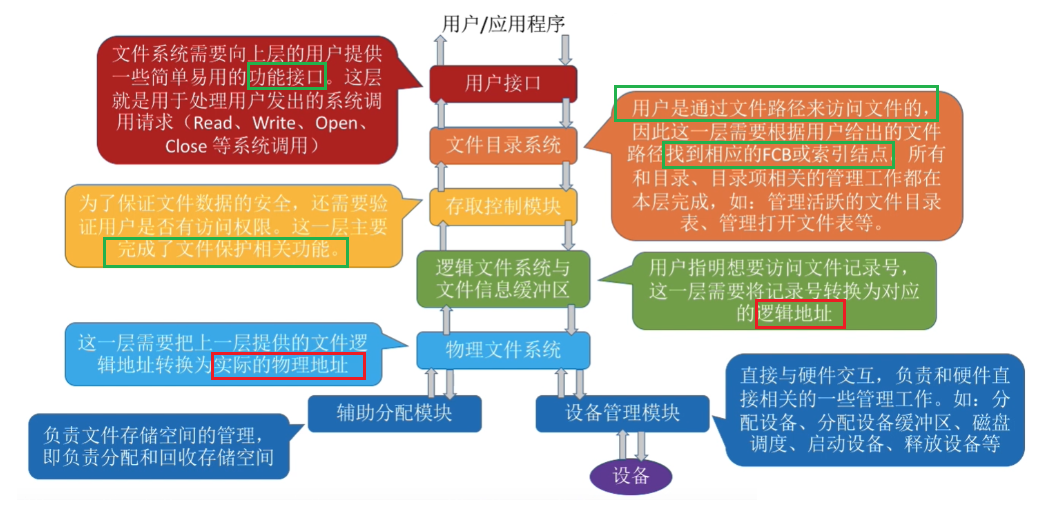 用户/应用程序
文件系统需要向上层的用户提供
一些简单易用的功能接口。这层
就是用于处理用户发出的系统调
用请求（Read、Write、Open、
Close 等系统调用）
用户接口
用户是通过文件路径来访问文件的，
因此这一层需要根据用户给出的文件
路径找到相应的FCB或索引结点。所有
和目录、目录项相关的管理工作都在
本层完成，如：管理活跃的文件目录
表、管理打开文件表等。
文件目录系统
为了保证文件数据的安全，还需要验
证用户是否有访问权限。这一层主要
完成了文件保护相关功能。
存取控制模块
逻辑文件系统与
文件信息缓冲区
用户指明想要访问文件记录号，
这一层需要将记录号转换为对应
的逻辑地址
这一层需要把上一层提供的文件逻
辑地址转换为实际的物理地址
物理文件系统
直接与硬件交互，负责和硬件直
接相关的一些管理工作。如：分
配设备、分配设备缓冲区、磁盘
调度、启动设备、释放设备等
辅助分配模块
设备管理模块
负责文件存储空间的管理，
即负责分配和回收存储空间
设备